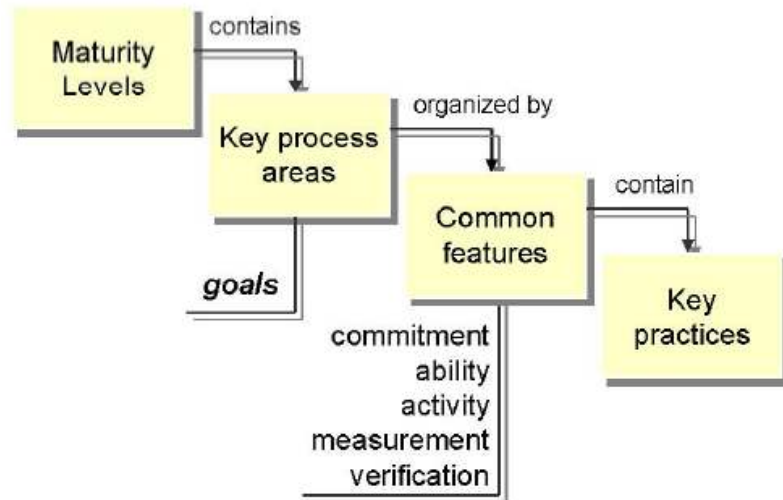 Maturity
Levels
contains
Key process
areas
organized by
goals
Common
features
contain
commitment
ability
activity
measurement
verification
Key
practices